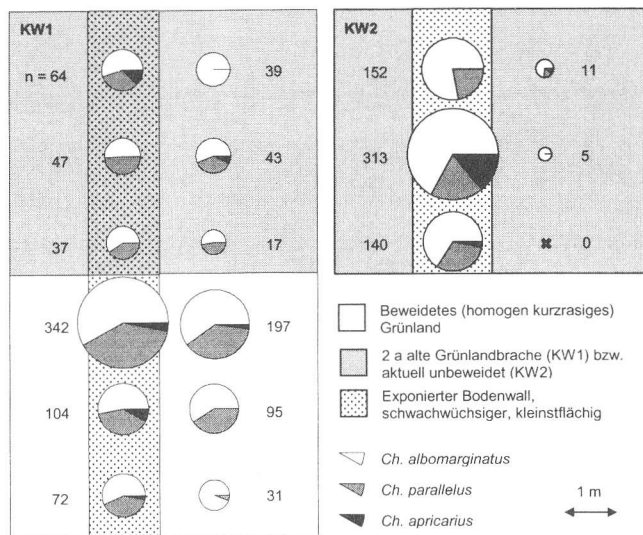 KW1
n = 64 39
47 43
37 17
342 197
104 95
72 31
KW2
152 11
313 5
140 0
Beweidetes (homogen kurzrasiges)
Grünland
2 a alte Grünlandbrache (KW1) bzw.
aktuell unbeweidet (KW2)
Exponierter Bodenwall,
schwachwüchsiger, kleinstflächig
Ch. albomarginatus
Ch. parallelus
Ch. apricarius
1 m